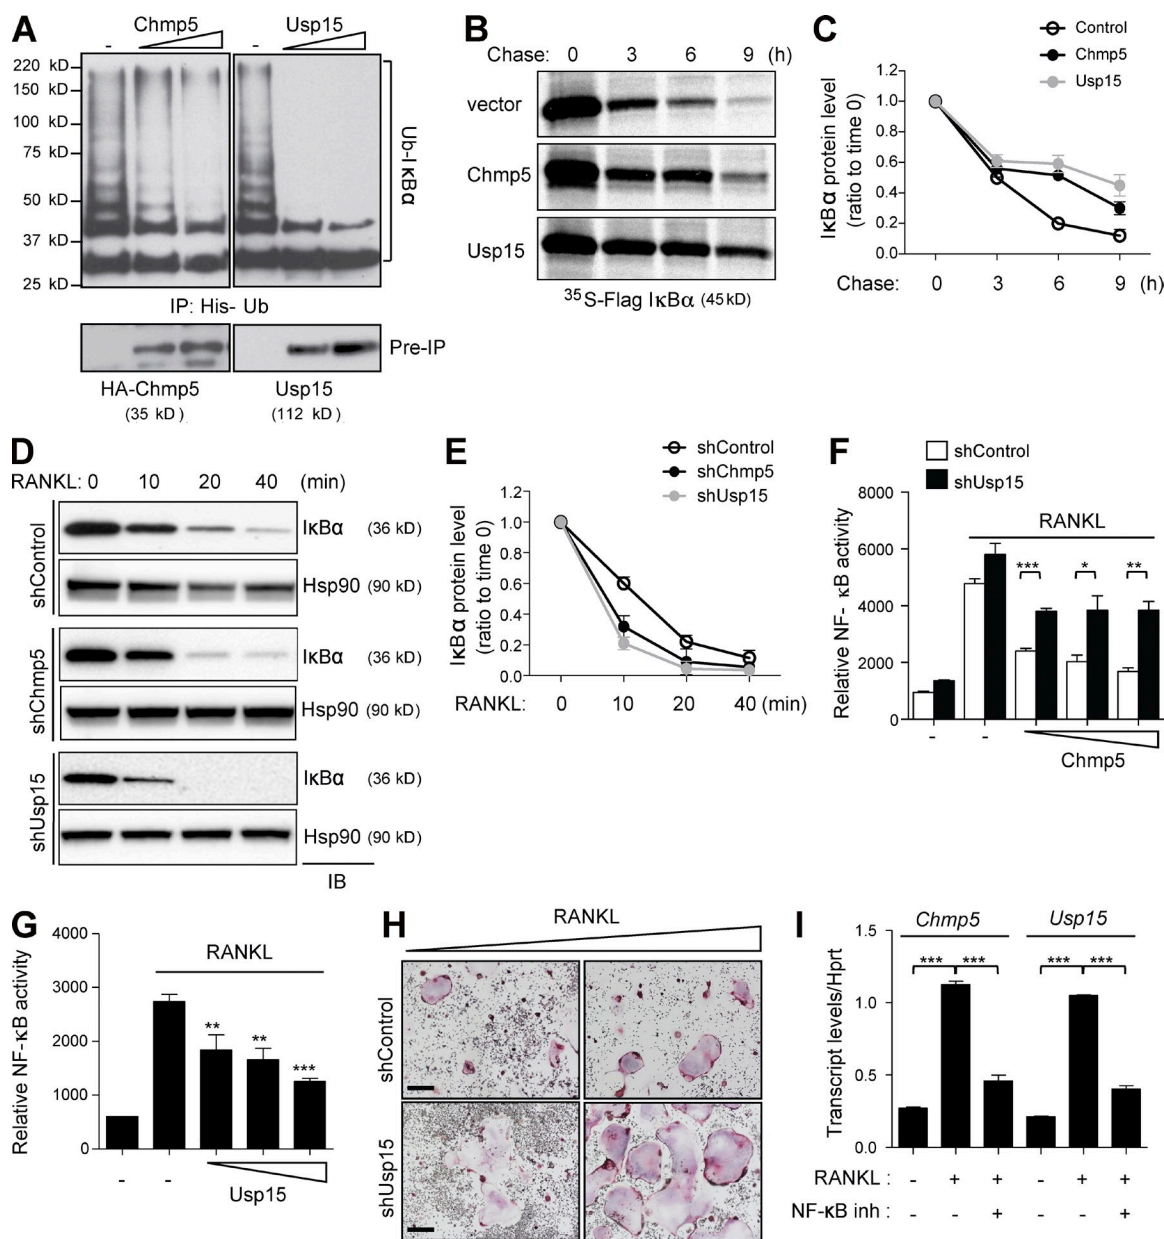 A
Chmp5
Usp15
-
-
220 kD
150 kD
100 kD
75 kD
50 kD
37 kD
25 kD
Ub-IκBα
IP: His- Ub
Pre-IP
HA-Chmp5
(35 kD)
Usp15
(112 kD)
B
Chase: 0 3 6 9 (h)
vector
Chmp5
Usp15
35S-Flag IκBα (45kD)
C
Control
Chmp5
Usp15
IκBα protein level
(ratio to time 0)
1.2
1.0
0.8
0.6
0.4
0.2
0.0
Chase: 0 3 6 9 (h)
D
RANKL: 0 10 20 40 (min)
shControl
IκBα (36 kD)
Hsp90 (90 kD)
shChmp5
IκBα (36 kD)
Hsp90 (90 kD)
shUsp15
IκBα (36 kD)
Hsp90 (90 kD)
IB
E
shControl
shChmp5
shUsp15
IκBα protein level
(ratio to time 0)
1.2
1.0
0.8
0.6
0.4
0.2
0.0
RANKL: 0 10 20 40 (min)
F
shControl
shUsp15
Relative NF- κB activity
8000
6000
4000
2000
0
RANKL
*** * **
- -
Chmp5
G
Relative NF-κB activity
4000
3000
2000
1000
0
RANKL
** ** ***
- -
Usp15
H
RANKL
shControl
shUsp15
I
Chmp5 Usp15
Transcript levels/Hprt
1.5
1.0
0.5
0.0
*** *** *** ***
RANKL : - + + - + +
NF-κB inh : - - + - - +